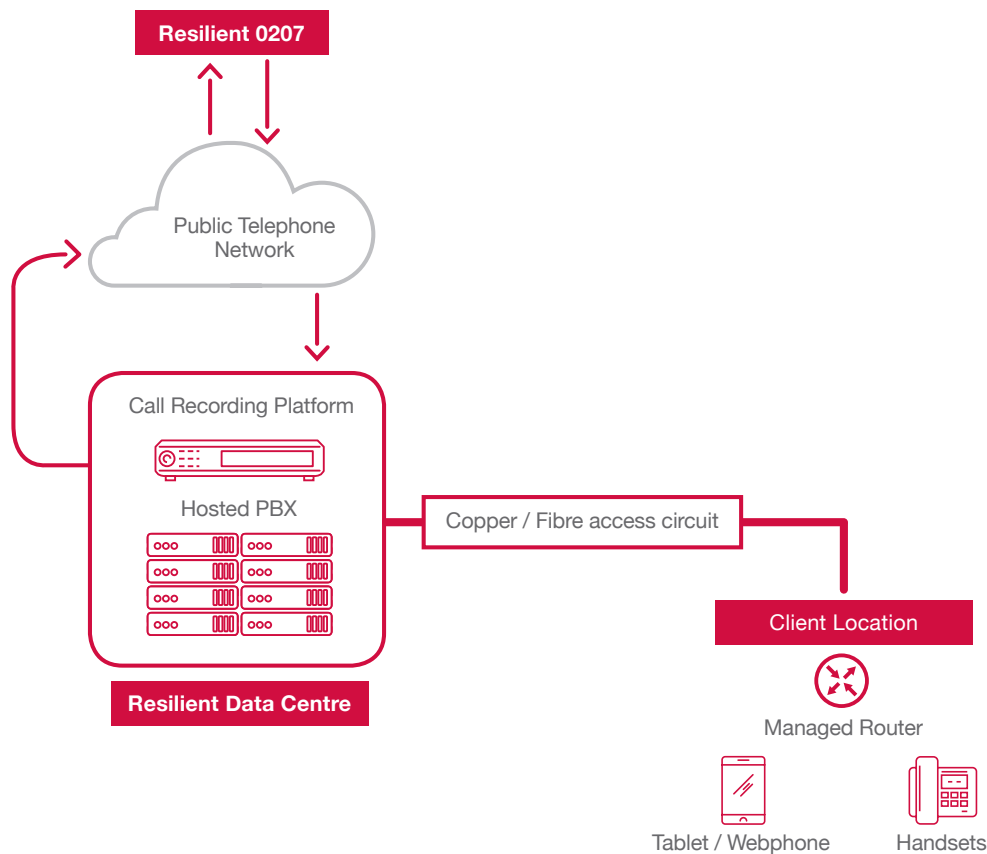 Resilient 0207
Public Telephone
Network
Call Recording Platform
Hosted PBX
Copper / Fibre access circuit
Client Location
Resilient Data Centre
Managed Router
Tablet / Webphone
Handsets